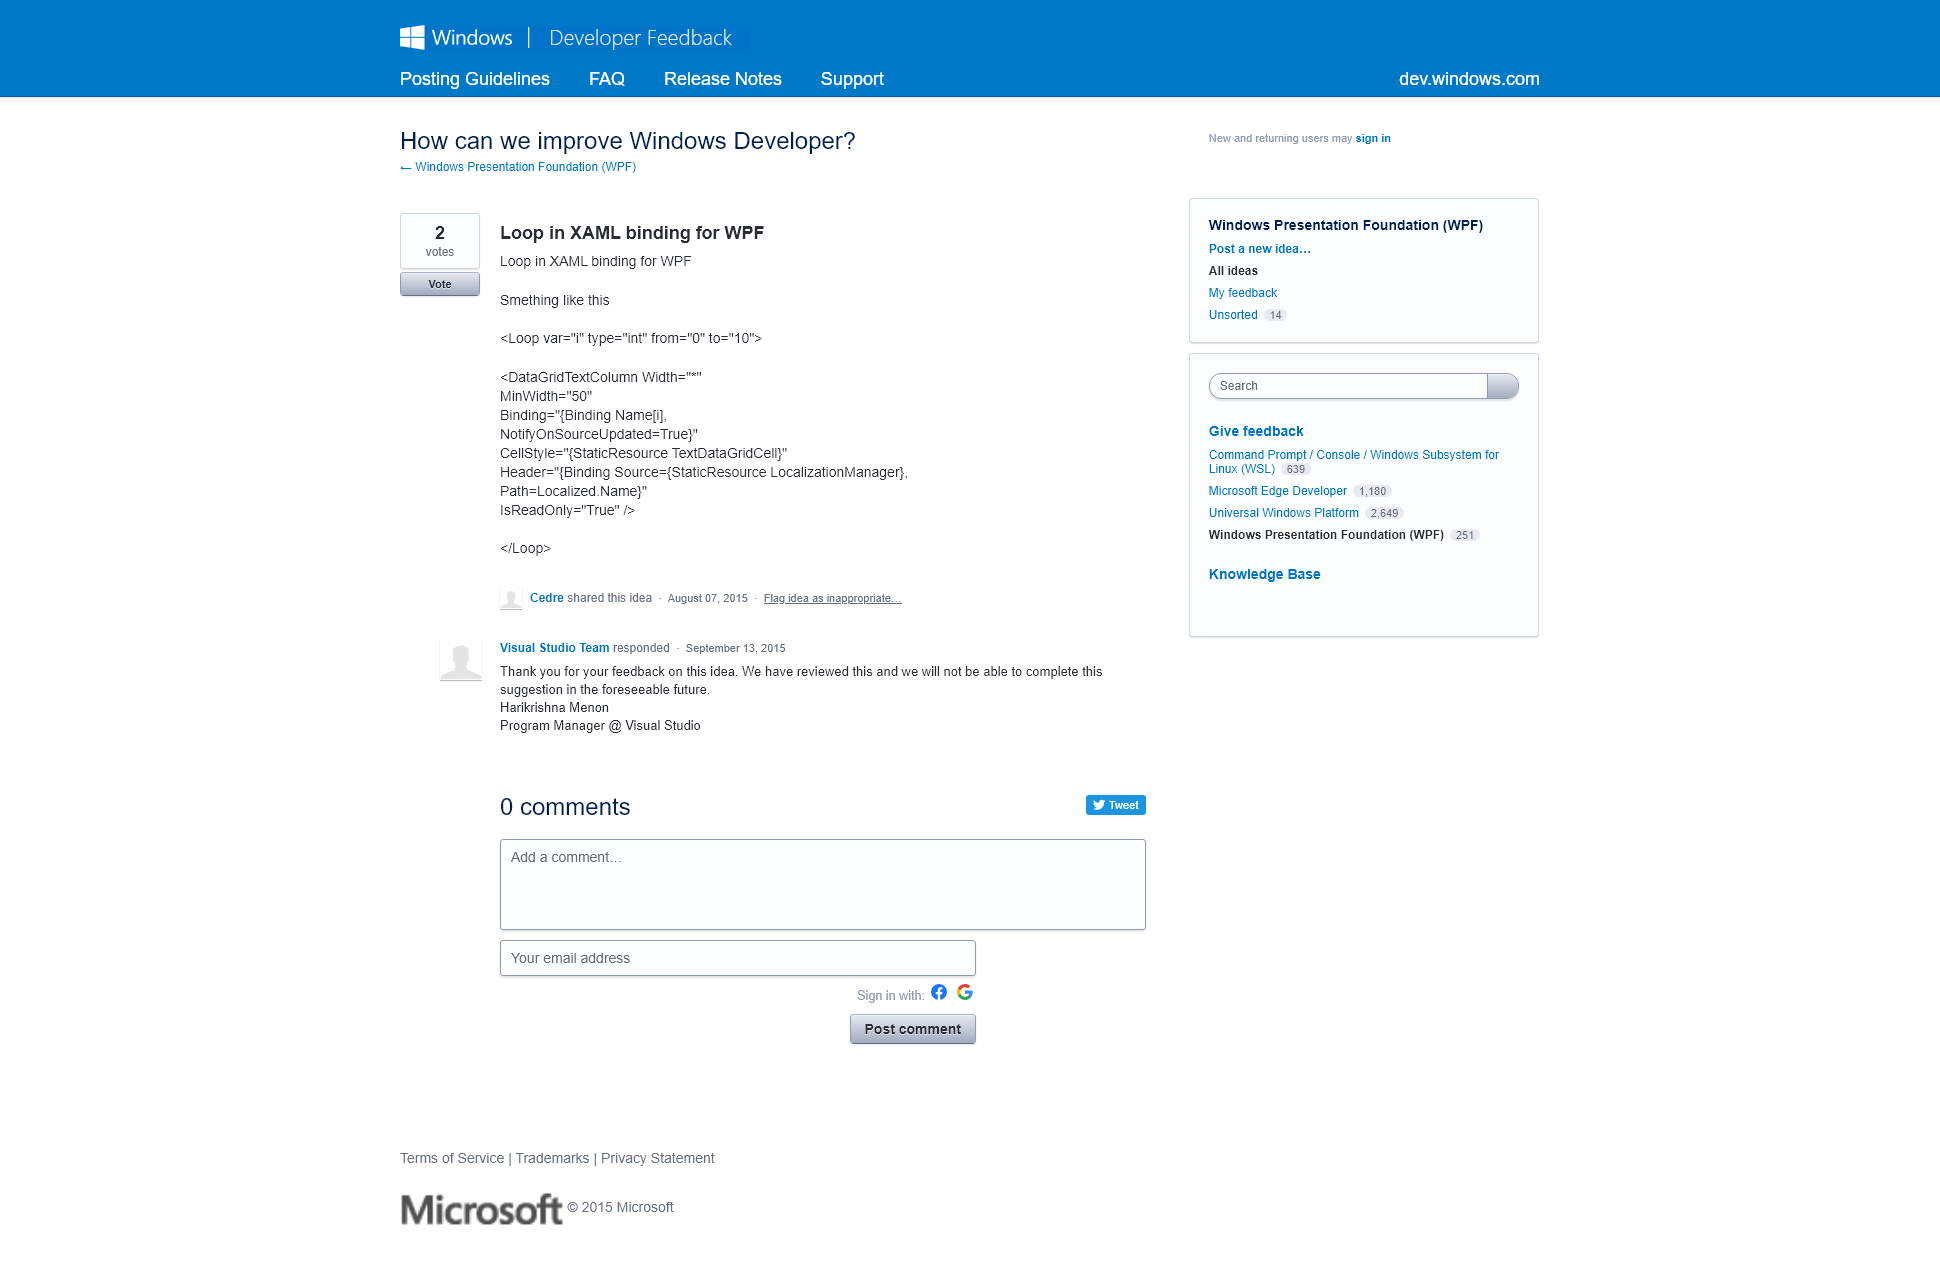 Windows | Developer Feedback
Posting Guidelines FAQ Release Notes Support dev.windows.com
How can we improve Windows Developer?
← Windows Presentation Foundation (WPF)
New and returning users may sign in
2
votes
Vote
Loop in XAML binding for WPF
Loop in XAML binding for WPF
Smething like this
<Loop var="i" type="int" from="0" to="10">
<DataGridTextColumn Width="*"
MinWidth="50"
Binding="{Binding Name[i],
NotifyOnSourceUpdated=True}"
CellStyle="{StaticResource TextDataGridCell}"
Header="{Binding Source={StaticResource LocalizationManager},
Path=Localized.Name}"
IsReadOnly="True" />
</Loop>
Cedre shared this idea · August 07, 2015 · Flag idea as inappropriate…
Visual Studio Team responded · September 13, 2015
Thank you for your feedback on this idea. We have reviewed this and we will not be able to complete this
suggestion in the foreseeable future.
Harikrishna Menon
Program Manager @ Visual Studio
0 comments
Tweet
Add a comment…
Your email address
Sign in with:
Post comment
Windows Presentation Foundation (WPF)
Post a new idea…
All ideas
My feedback
Unsorted 14
Search
Give feedback
Command Prompt / Console / Windows Subsystem for
Linux (WSL) 639
Microsoft Edge Developer 1,180
Universal Windows Platform 2,649
Windows Presentation Foundation (WPF) 251
Knowledge Base
Terms of Service | Trademarks | Privacy Statement
Microsoft © 2015 Microsoft